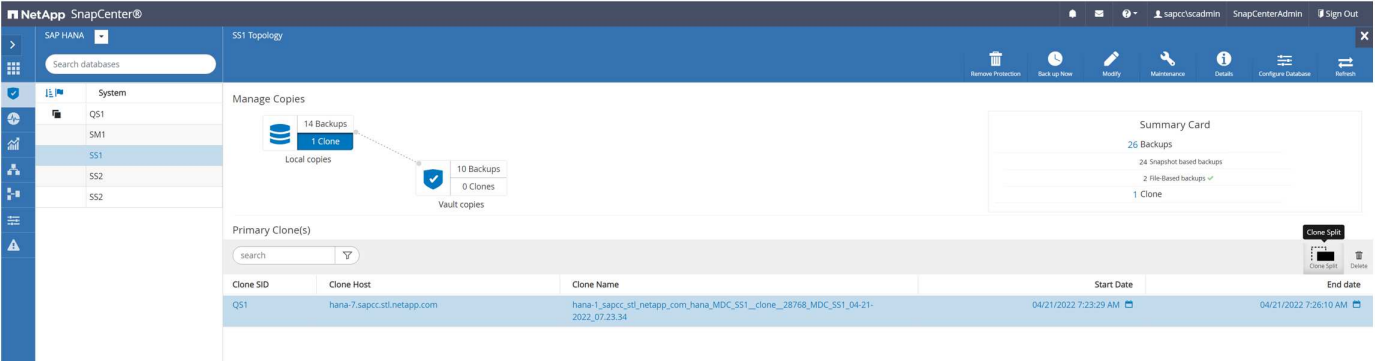 NetApp SnapCenter®
sapcc\scadmin SnapCenterAdmin Sign Out
SAP HANA
SS1 Topology
Search databases
Remove Protection Back up Now Modify Maintenance Details Configure Database Refresh
System
QS1
SM1
SS1
SS2
SS2
Manage Copies
14 Backups
1 Clone
Local copies
10 Backups
0 Clones
Vault copies
Summary Card
26 Backups
24 Snapshot based backups
2 File-Based backups
1 Clone
Primary Clone(s)
Clone Split
search
Clone Split Delete
Clone SID Clone Host Clone Name Start Date End date
QS1 hana-7.sapcc.stl.netapp.com hana-1_sapcc_stl_netapp_com_hana_MDC_SS1__clone__28768_MDC_SS1_04-21- 04/21/2022 7:23:29 AM 04/21/2022 7:26:10 AM
2022_07.23.34